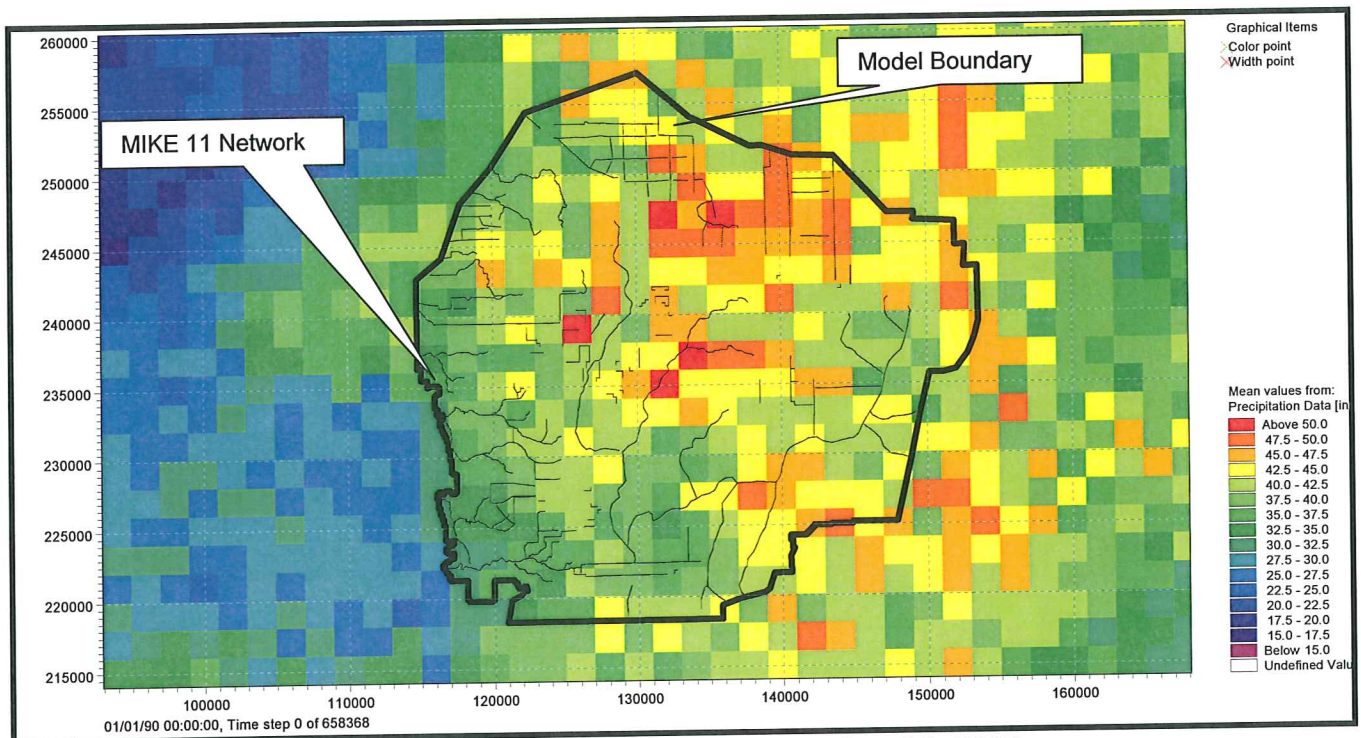 Graphical Items
Color point
Width point
Model Boundary
MIKE 11 Network
260000
255000
250000
245000
240000
235000
230000
225000
220000
215000
100000
110000
120000
130000
140000
150000
160000
Mean values from:
Precipitation Data [in
Above 50.0
47.5 - 50.0
45.0 - 47.5
42.5 - 45.0
40.0 - 42.5
37.5 - 40.0
35.0 - 37.5
32.5 - 35.0
30.0 - 32.5
27.5 - 30.0
25.0 - 27.5
22.5 - 25.0
20.0 - 22.5
17.5 - 20.0
15.0 - 17.5
Below 15.0
Undefined Valu
01/01/90 00:00:00, Time step 0 of 658368